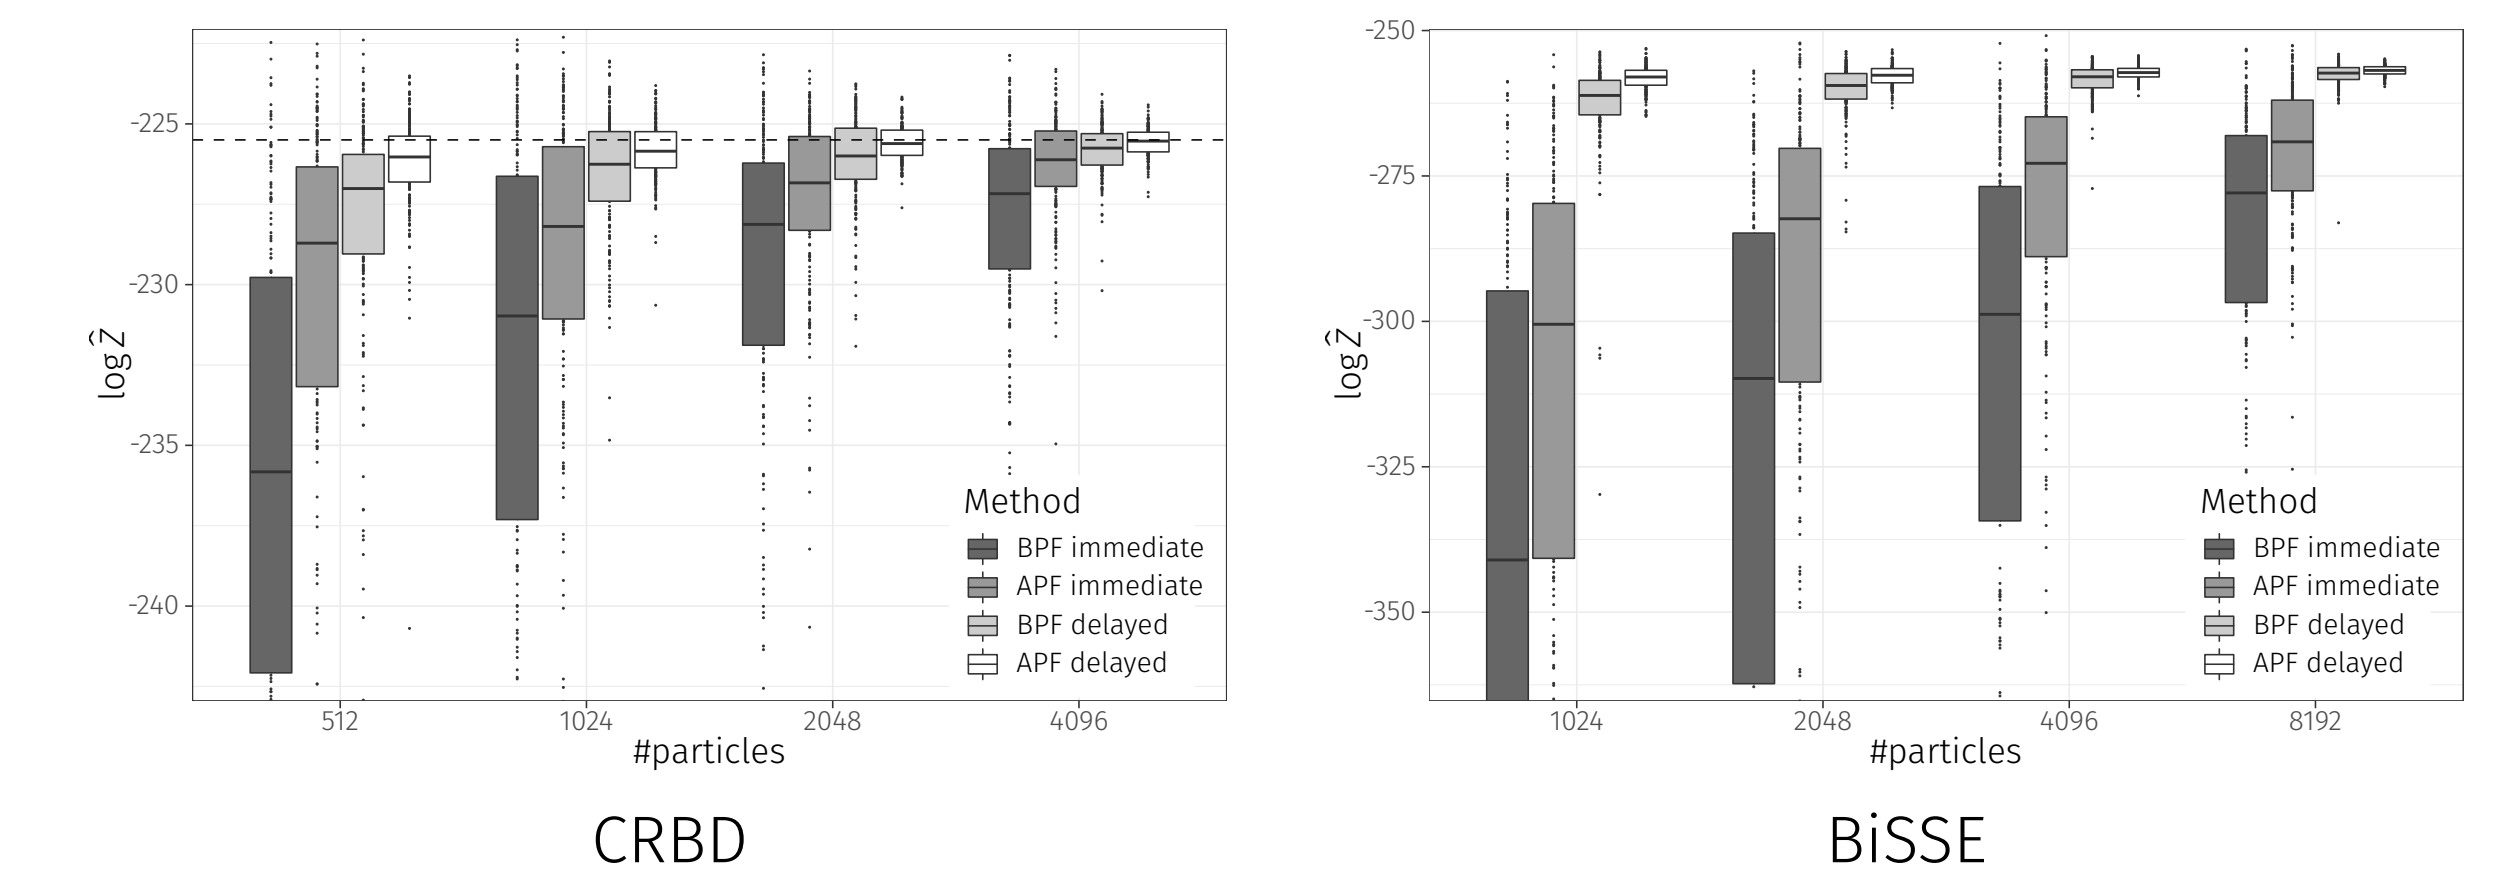 -225
-230
-235
-240
log Ẑ
512 1024 2048 4096
#particles
Method
BPF immediate
APF immediate
BPF delayed
APF delayed
CRBD
-250
-275
-300
-325
-350
log Ẑ
1024 2048 4096 8192
#particles
Method
BPF immediate
APF immediate
BPF delayed
APF delayed
BiSSE